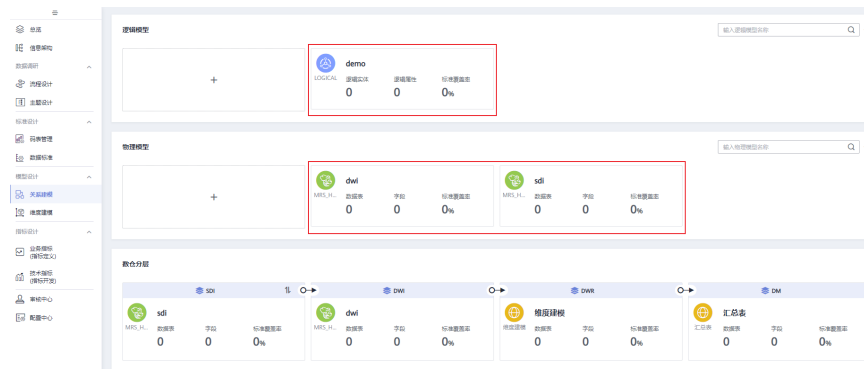 总览
信息架构
数据调研
流程设计
主题设计
标准设计
码表管理
数据标准
模型设计
关系建模
维度建模
指标设计
业务指标
(指标定义)
技术指标
(指标开发)
审核中心
配置中心
逻辑模型
输入逻辑模型名称
+
demo
LOGICAL 逻辑实体 逻辑属性 标准覆盖率
0 0 0%
物理模型
输入物理模型名称
+
dwi
MRS_H... 数据表 字段 标准覆盖率
0 0 0%
sdi
MRS_H... 数据表 字段 标准覆盖率
0 0 0%
数仓分层
SDI DWI DWR DM
sdi
MRS_H... 数据表 字段 标准覆盖率
0 0 0%
dwi
MRS_H... 数据表 字段 标准覆盖率
0 0 0%
维度建模
维度建模 数据表 字段 标准覆盖率
0 0 0%
汇总表
汇总表 数据表 字段 标准覆盖率
0 0 0%